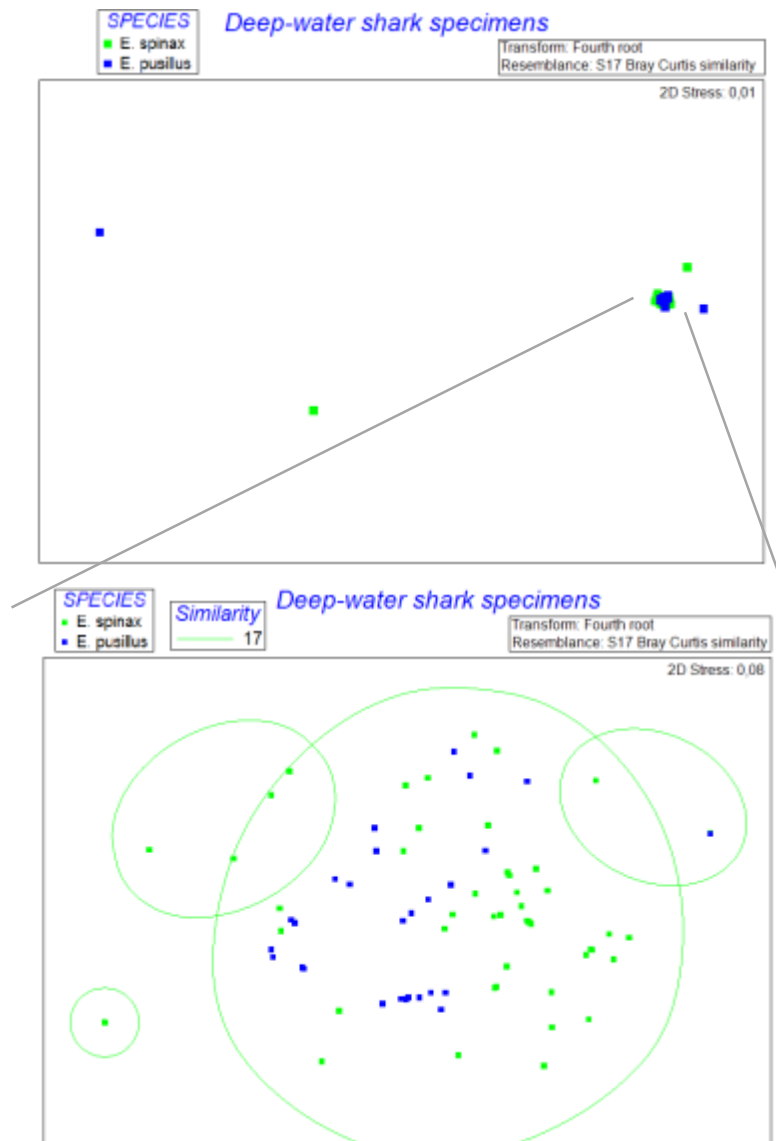 SPECIES
E. spinax
E. pusillus
Deep-water shark specimens
Transform: Fourth root
Resemblance: S17 Bray Curtis similarity
2D Stress: 0,01
SPECIES
E. spinax
E. pusillus
Similarity
17
Deep-water shark specimens
Transform: Fourth root
Resemblance: S17 Bray Curtis similarity
2D Stress: 0,08